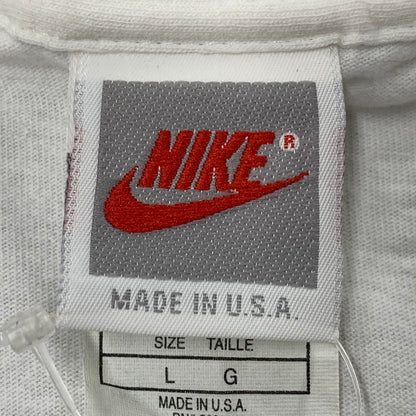 NIKE®
MADE IN U.S.A.
SIZE TAILLE
L G
MADE IN U.S.A.